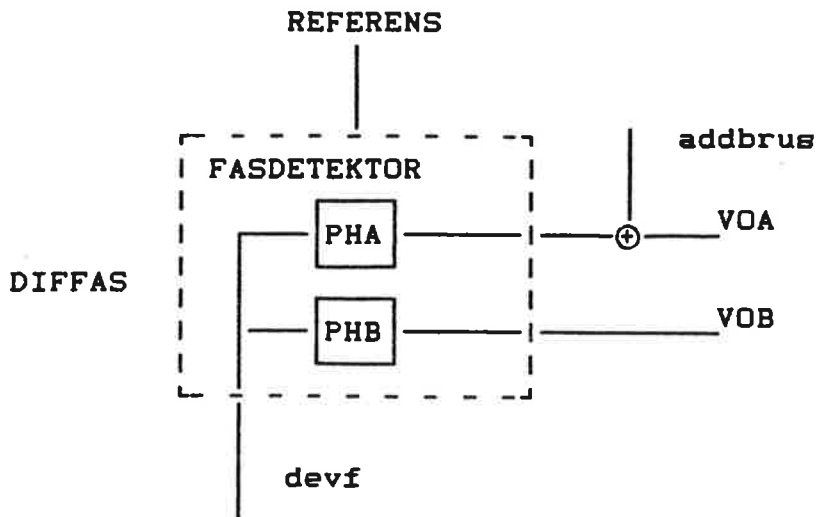 REFERENS
addbrus
FASDETEKTOR
PHA
VOA
DIFFAS
PHB
VOB
devf